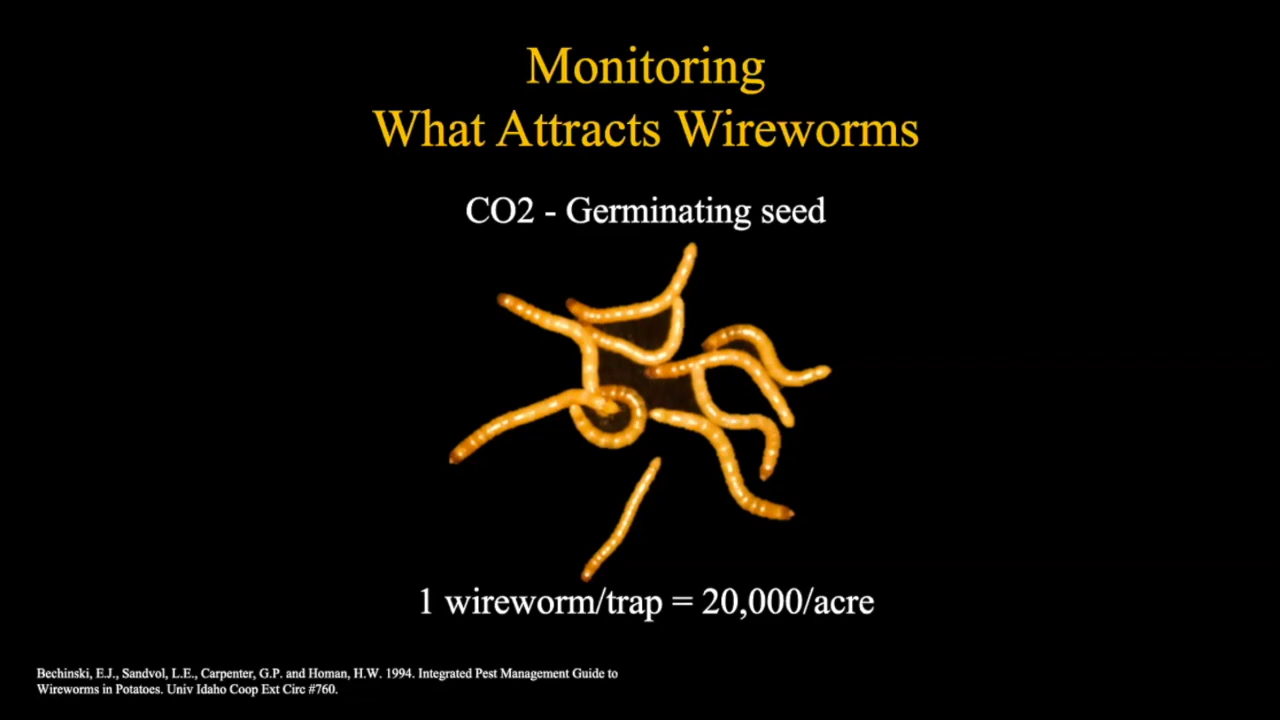 Monitoring
What Attracts Wireworms
CO2 - Germinating seed
1 wireworm/trap = 20,000/acre
Bechinski, E.J., Sandvol, L.E., Carpenter, G.P. and Homan, H.W. 1994. Integrated Pest Management Guide to
Wireworms in Potatoes. Univ Idaho Coop Ext Circ #760.